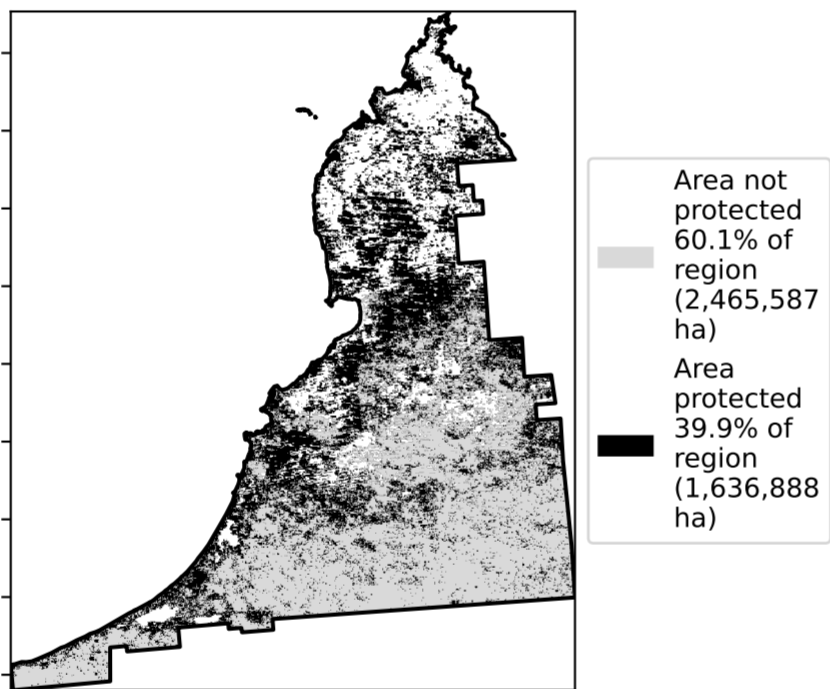 Area not
protected
60.1% of
region
(2,465,587
ha)
Area
protected
39.9% of
region
(1,636,888
ha)